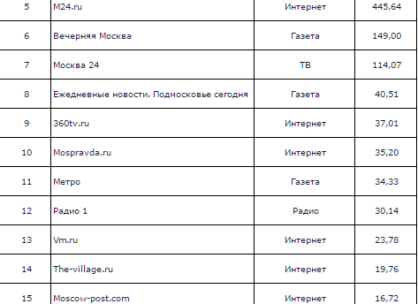 5 M24.ru Интернет 445,64
6 Вечерняя Москва Газета 149,00
7 Москва 24 ТВ 114,07
8 Ежедневные новости. Подмосковье сегодня Газета 40,51
9 360tv.ru Интернет 37,01
10 Mospravda.ru Интернет 35,20
11 Метро Газета 34,33
12 Радио 1 Радио 30,14
13 Vm.ru Интернет 23,78
14 The-village.ru Интернет 19,76
15 Moscow-post.com Интернет 16,72